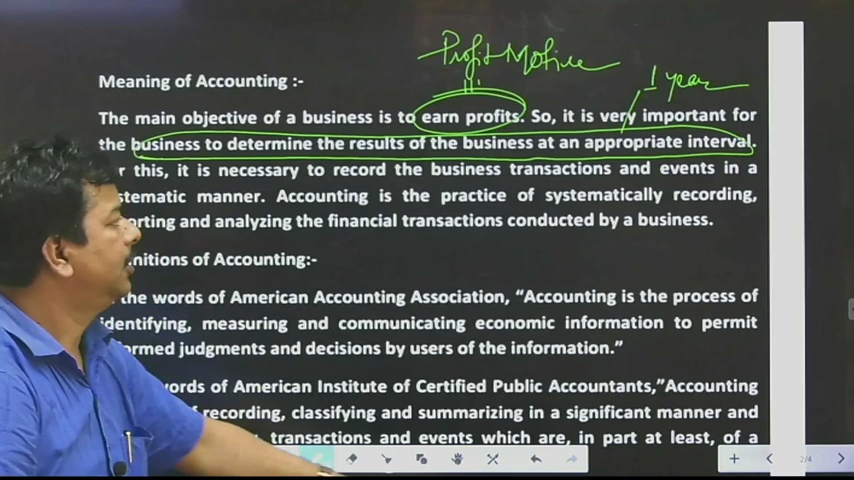 Profit Motive
1 year
Meaning of Accounting :-
The main objective of a business is to earn profits. So, it is very important for
the business to determine the results of the business at an appropriate interval.
this, it is necessary to record the business transactions and events in a
manner. Accounting is the practice of systematically recording,
and analyzing the financial transactions conducted by a business.
of Accounting:-
the words of American Accounting Association, “Accounting is the process of
identifying, measuring and communicating economic information to permit
judgments and decisions by users of the information.”
words of American Institute of Certified Public Accountants,”Accounting
of recording, classifying and summarizing in a significant manner and
transactions and events which are, in part at least, of a
2/4